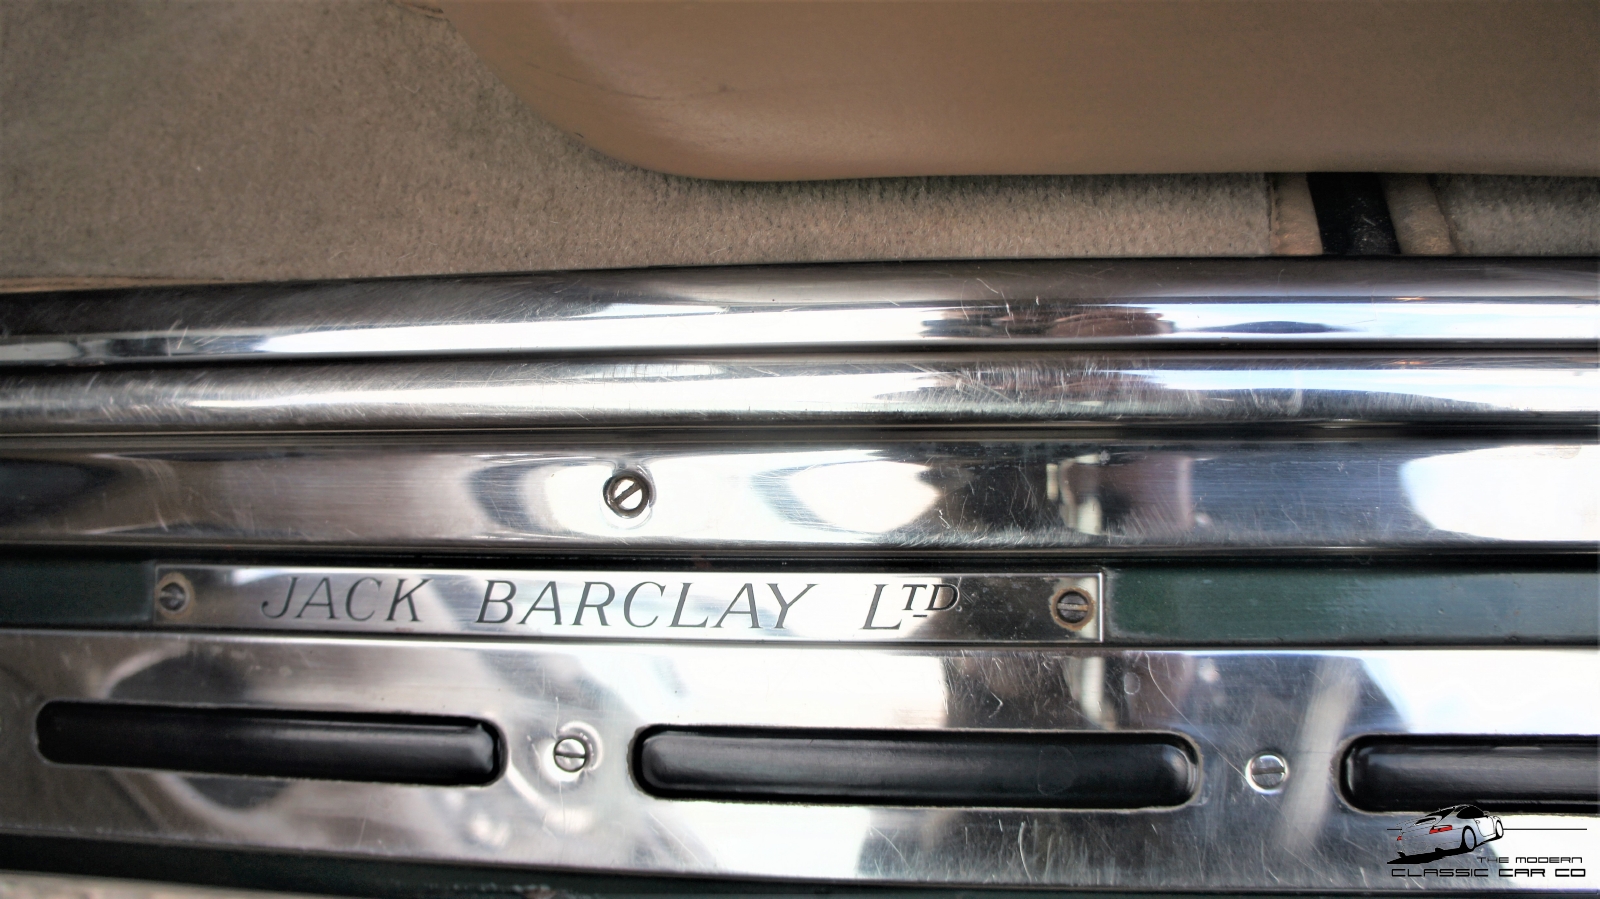 JACK BARCLAY LTD
THE MODERN
CLASSIC CAR CO